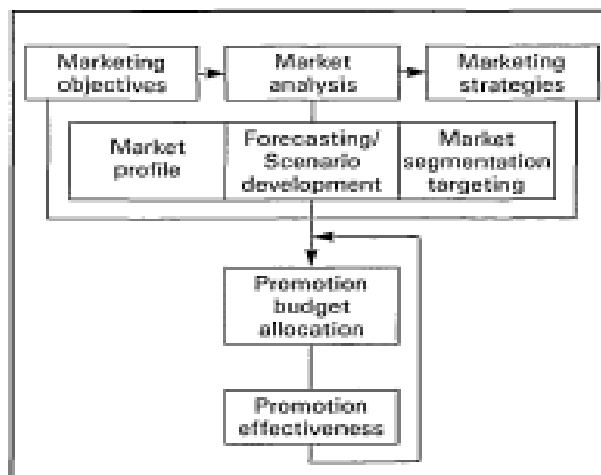 Marketing
objectives
Market
analysis
Marketing
strategies
Market
profile
Forecasting/
Scenario
development
Market
segmentation
targeting
Promotion
budget
allocation
Promotion
effectiveness